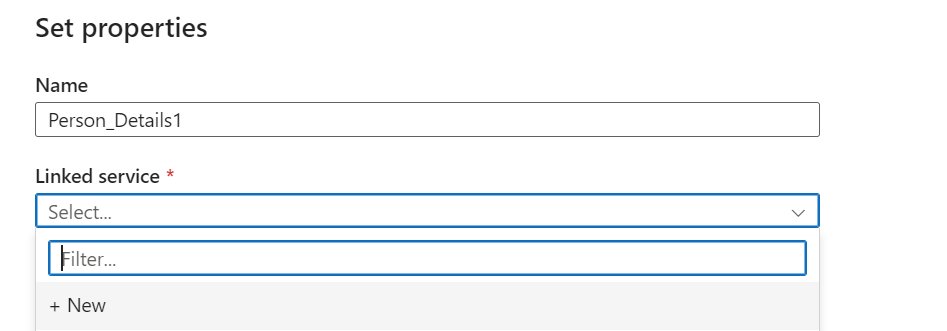 Set properties
Name
Person_Details1
Linked service *
Select...
Filter...
+ New